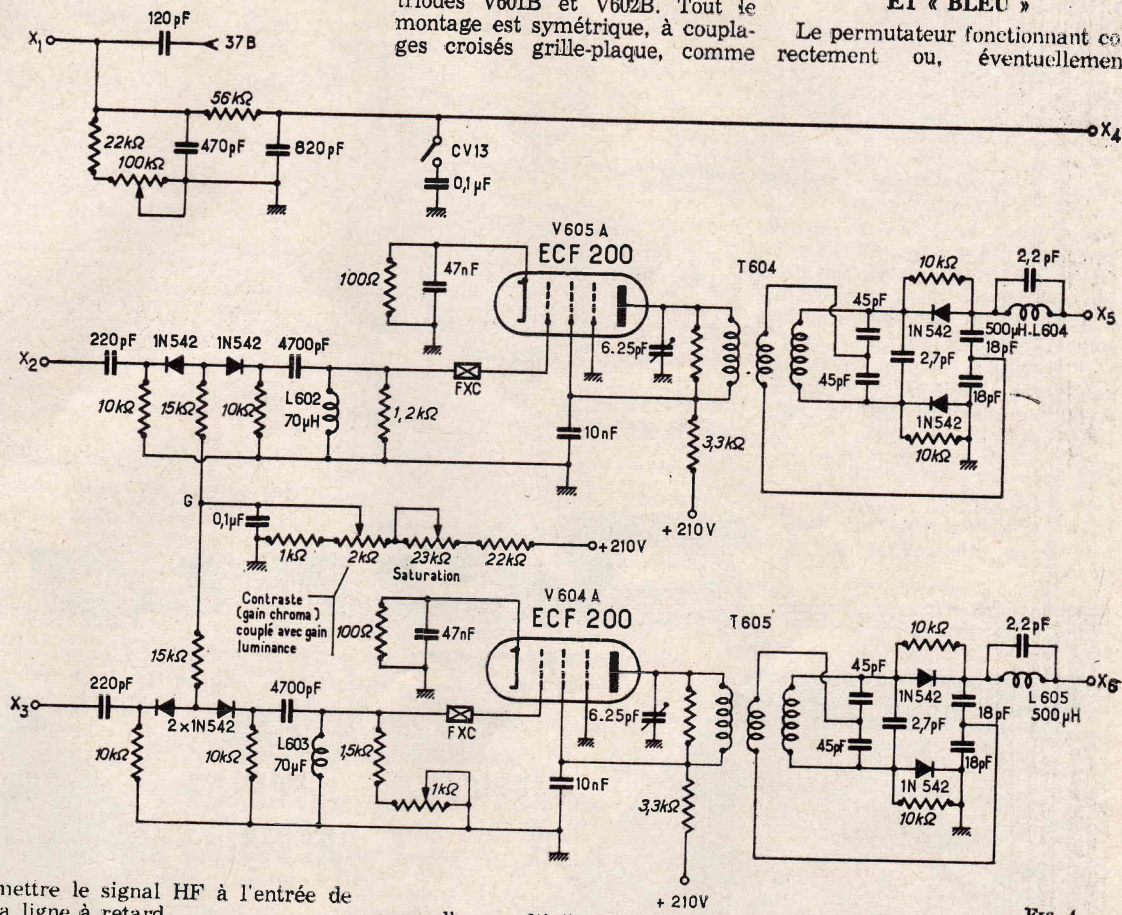 triodes V601B et V602B. Tout le
montage est symétrique, à coupla-
ges croisés grille-plaque, comme
ET « BLEU »
Le permutateur fonctionnant co
rectement ou, éventuellemen
120pF
X1
37B
56kΩ
22kΩ
470pF
820pF
100kΩ
CV13
0,1µF
X4
V605A
ECF 200
100Ω
47nF
T604
10kΩ
2,2pF
45pF
1N542
500µH.L604
X5
18pF
X2
220pF
1N542
1N542
4700pF
6.25pF
2,7pF
45pF
18pF
FXC
10kΩ
15kΩ
10kΩ
L602
70µH
1,2kΩ
10nF
3,3kΩ
1N542
10kΩ
+210V
G
0,1µF
1kΩ
2kΩ
23kΩ
22kΩ
+210V
Saturation
Contraste
(gain chroma)
couplé avec gain
luminance
V604A
ECF 200
100Ω
47nF
T605
10kΩ
2,2pF
15kΩ
45pF
1N542
L605
500µH
X6
18pF
X3
220pF
2x1N542
4700pF
6.25pF
2,7pF
45pF
18pF
FXC
10kΩ
10kΩ
L603
70µF
1,5kΩ
1kΩ
10nF
3,3kΩ
1N542
10kΩ
+210V
mettre le signal HF à l'entrée de
a ligne à retard